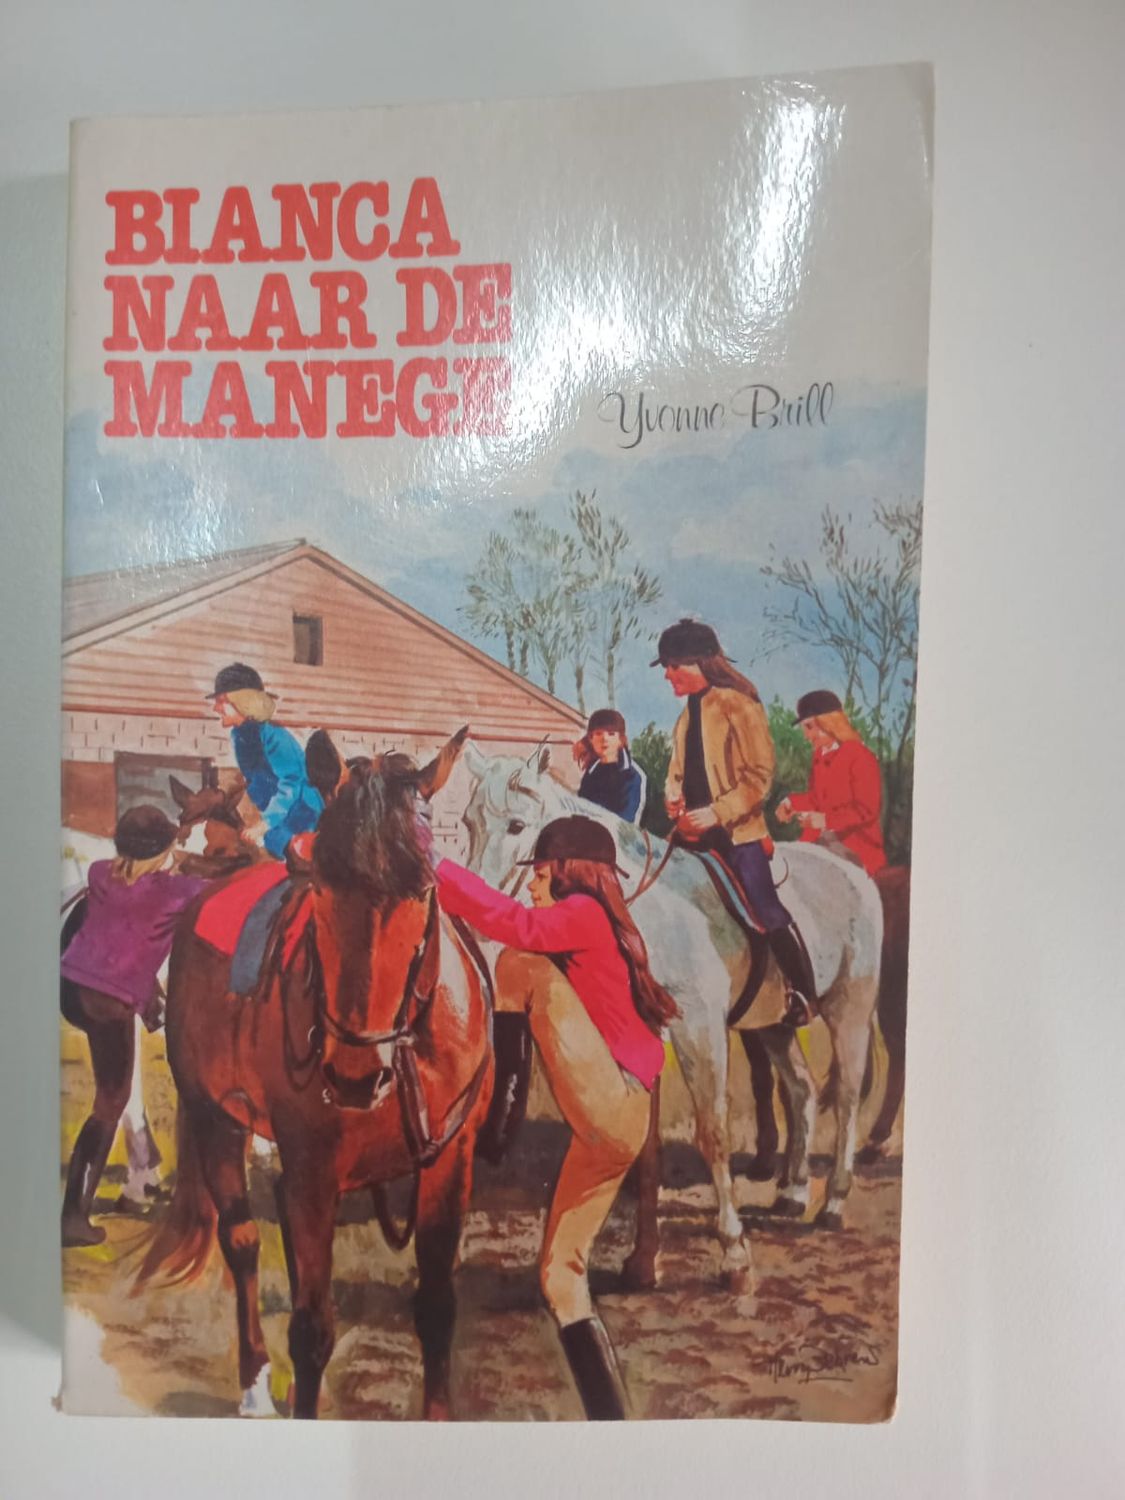 BIANCA
NAAR DE
MANEGE
Yvonne Brill